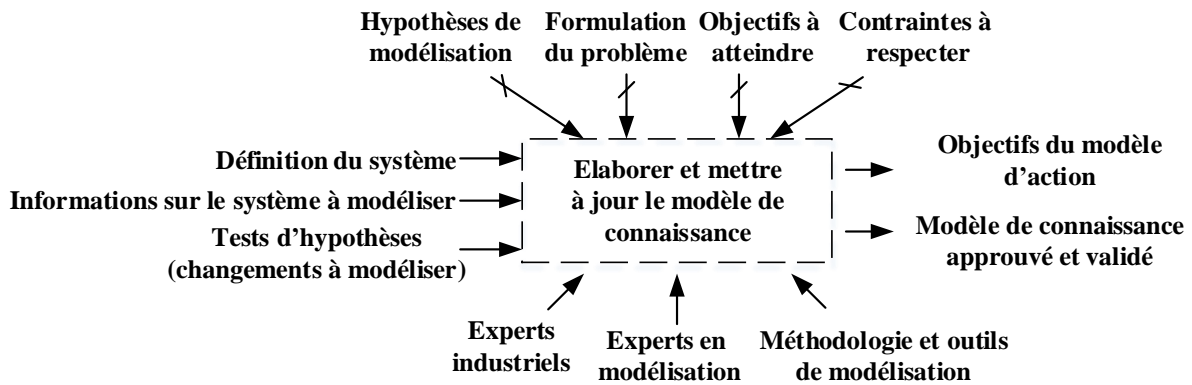 Hypothèses de
modélisation
Formulation
du problème
Objectifs à
atteindre
Contraintes à
respecter
Définition du système
Informations sur le système à modéliser
Tests d’hypothèses
(changements à modéliser)
Elaborer et mettre
à jour le modèle de
connaissance
Objectifs du modèle
d’action
Modèle de connaissance
approuvé et validé
Experts
industriels
Experts en
modélisation
Méthodologie et outils
de modélisation